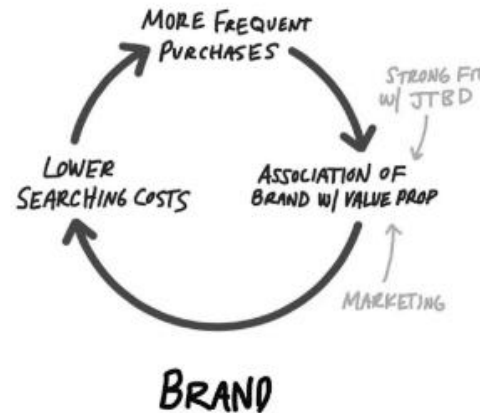 MORE FREQUENT
PURCHASES
STRONG FIT
W/ JTBD
LOWER
SEARCHING COSTS
ASSOCIATION OF
BRAND W/ VALUE PROP
MARKETING
BRAND